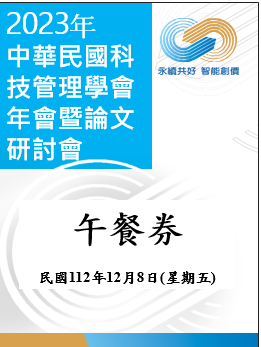 2023年
中華民國科
技管理學會
年會暨論文
研討會
永續共好 智能創價
午餐券
民國112年12月8日(星期五)